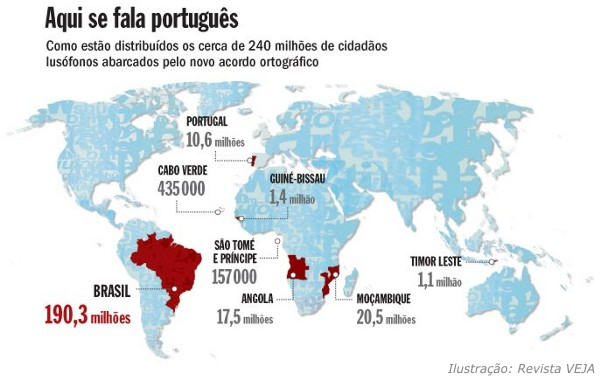 Aqui se fala português
Como estão distribuídos os cerca de 240 milhões de cidadãos
lusófonos abarcados pelo novo acordo ortográfico
PORTUGAL
10,6 milhões
CABO VERDE
435 000
GUINÉ-BISSAU
1,4 milhão
SÃO TOMÉ
E PRÍNCIPE
157 000
BRASIL
190,3 milhões
ANGOLA
17,5 milhões
MOÇAMBIQUE
20,5 milhões
TIMOR LESTE
1,1 milhão
Ilustração: Revista VEJA